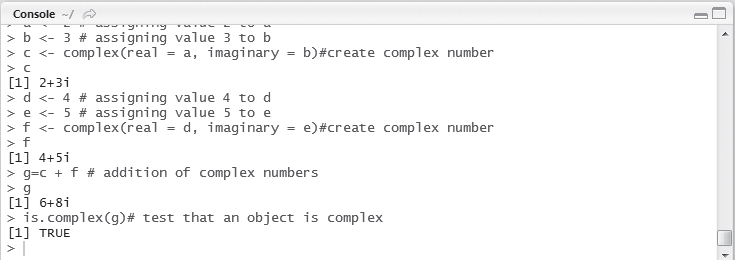 Console ~/
> b <- 3 # assigning value 3 to b
> c <- complex(real = a, imaginary = b)#create complex number
> c
[1] 2+3i
> d <- 4 # assigning value 4 to d
> e <- 5 # assigning value 5 to e
> f <- complex(real = d, imaginary = e)#create complex number
> f
[1] 4+5i
> g=c + f # addition of complex numbers
> g
[1] 6+8i
> is.complex(g)# test that an object is complex
[1] TRUE
>